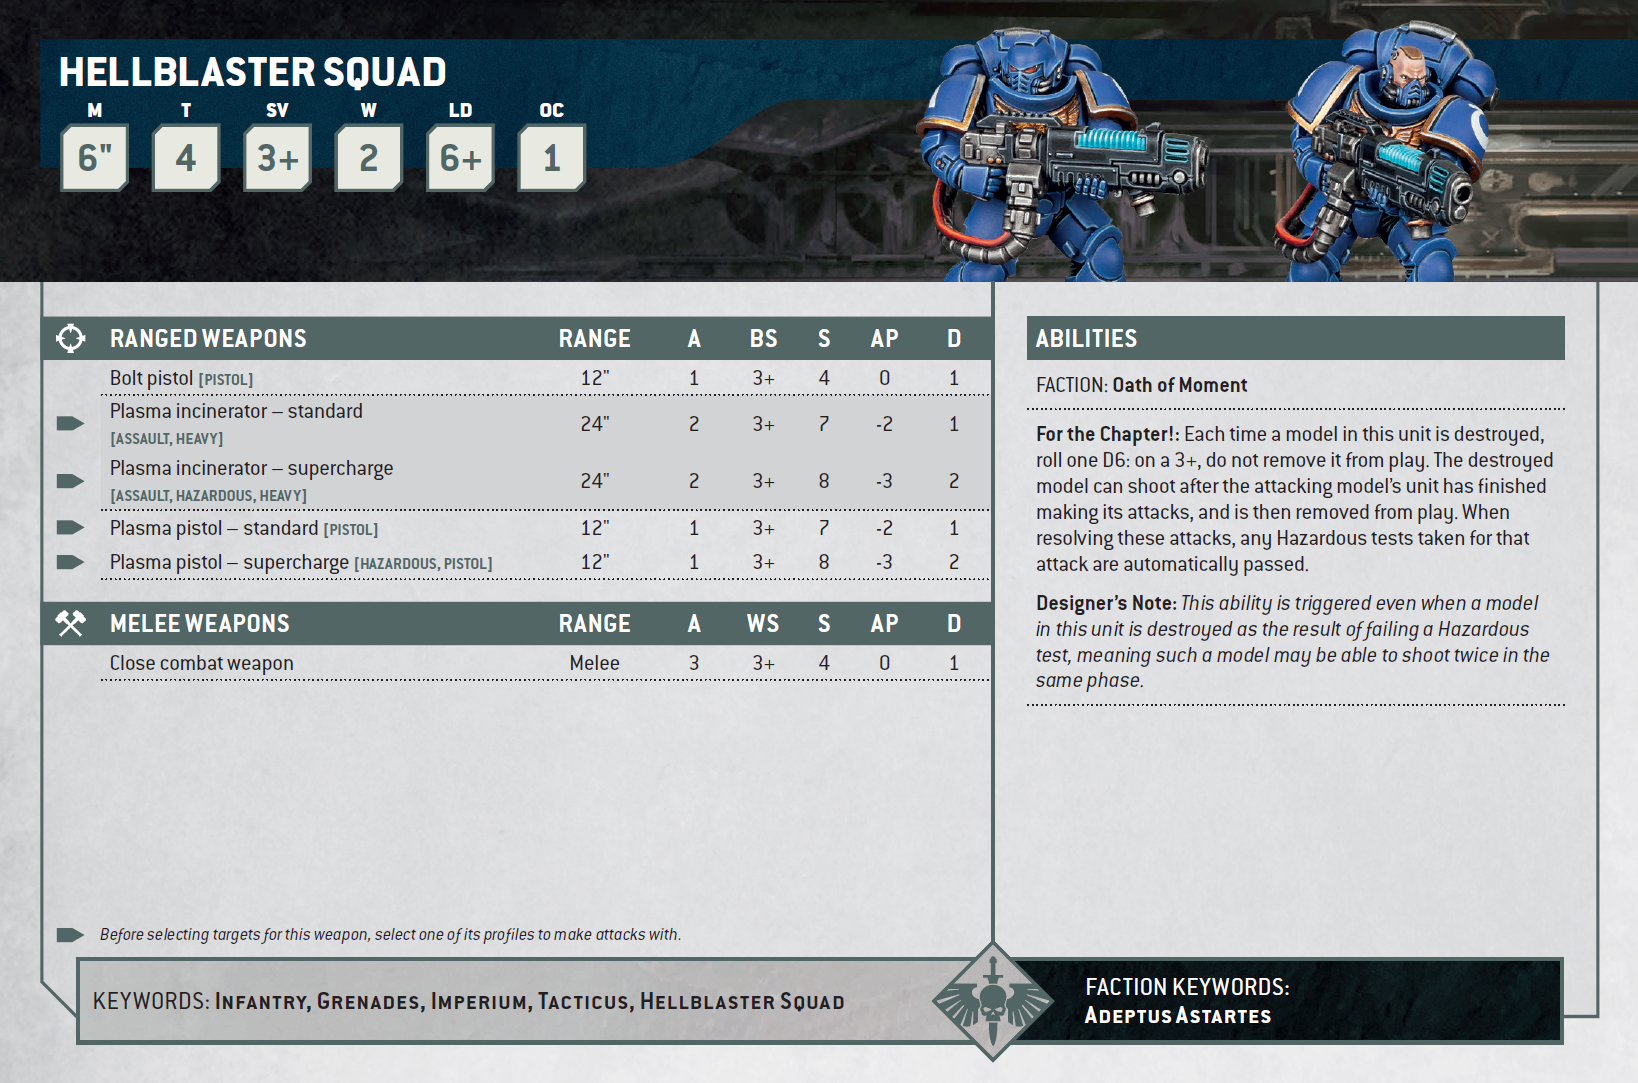 HELLBLASTER SQUAD
M T SV W LD OC
6" 4 3+ 2 6+ 1
RANGED WEAPONS RANGE A BS S AP D
Bolt pistol [PISTOL] 12" 1 3+ 4 0 1
Plasma incinerator – standard
[ASSAULT, HEAVY] 24" 2 3+ 7 -2 1
Plasma incinerator – supercharge
[ASSAULT, HAZARDOUS, HEAVY] 24" 2 3+ 8 -3 2
Plasma pistol – standard [PISTOL] 12" 1 3+ 7 -2 1
Plasma pistol – supercharge [HAZARDOUS, PISTOL] 12" 1 3+ 8 -3 2
MELEE WEAPONS RANGE A WS S AP D
Close combat weapon Melee 3 3+ 4 0 1
Before selecting targets for this weapon, select one of its profiles to make attacks with.
ABILITIES
FACTION: Oath of Moment
For the Chapter!: Each time a model in this unit is destroyed,
roll one D6: on a 3+, do not remove it from play. The destroyed
model can shoot after the attacking model's unit has finished
making its attacks, and is then removed from play. When
resolving these attacks, any Hazardous tests taken for that
attack are automatically passed.
Designer's Note: This ability is triggered even when a model
in this unit is destroyed as the result of failing a Hazardous
test, meaning such a model may be able to shoot twice in the
same phase.
KEYWORDS: INFANTRY, GRENADES, IMPERIUM, TACTICUS, HELLBLASTER SQUAD
FACTION KEYWORDS:
ADEPTUS ASTARTES